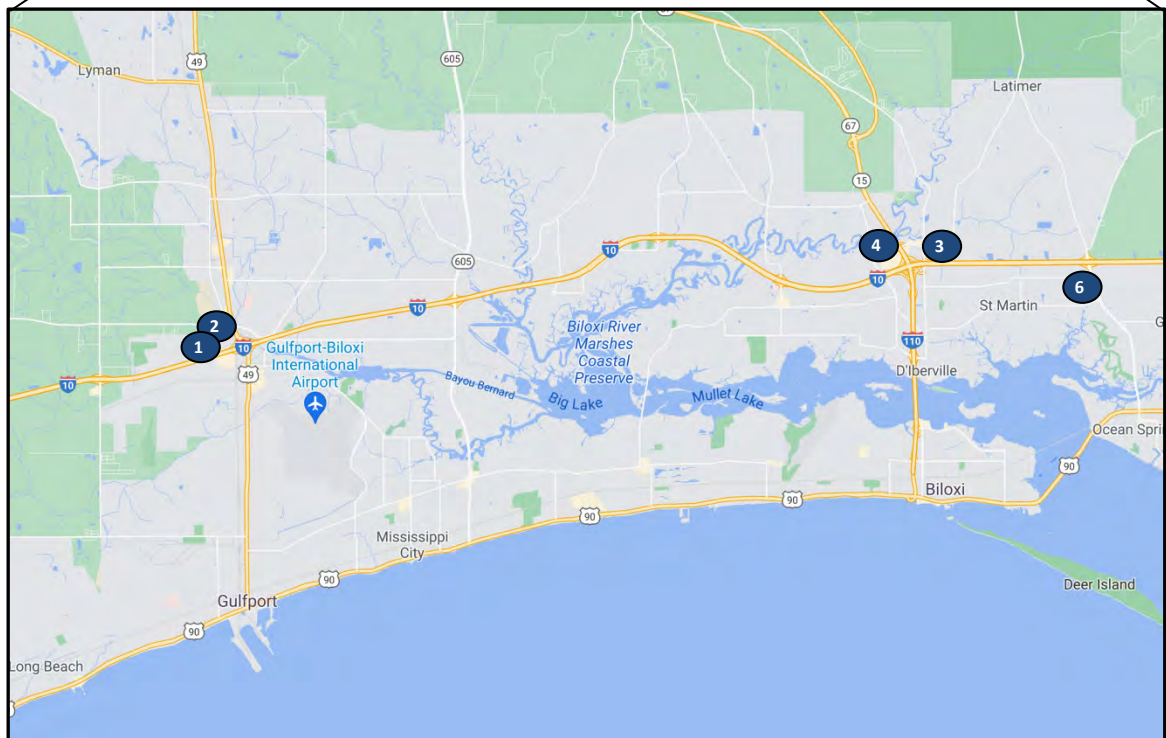 67
49
Lyman
605
Latimer
67
15
10
4
3
605
10
10
6
St Martin
G
2
1
10
Gulfport-Biloxi
International
Airport
49
10
Biloxi River
Marshes
Coastal
Preserve
110
D'Iberville
Bayou Bernard
Big Lake
Mullet Lake
Ocean Spri
90
Biloxi
90
90
Mississippi
City
90
Deer Island
Gulfport
90
Long Beach